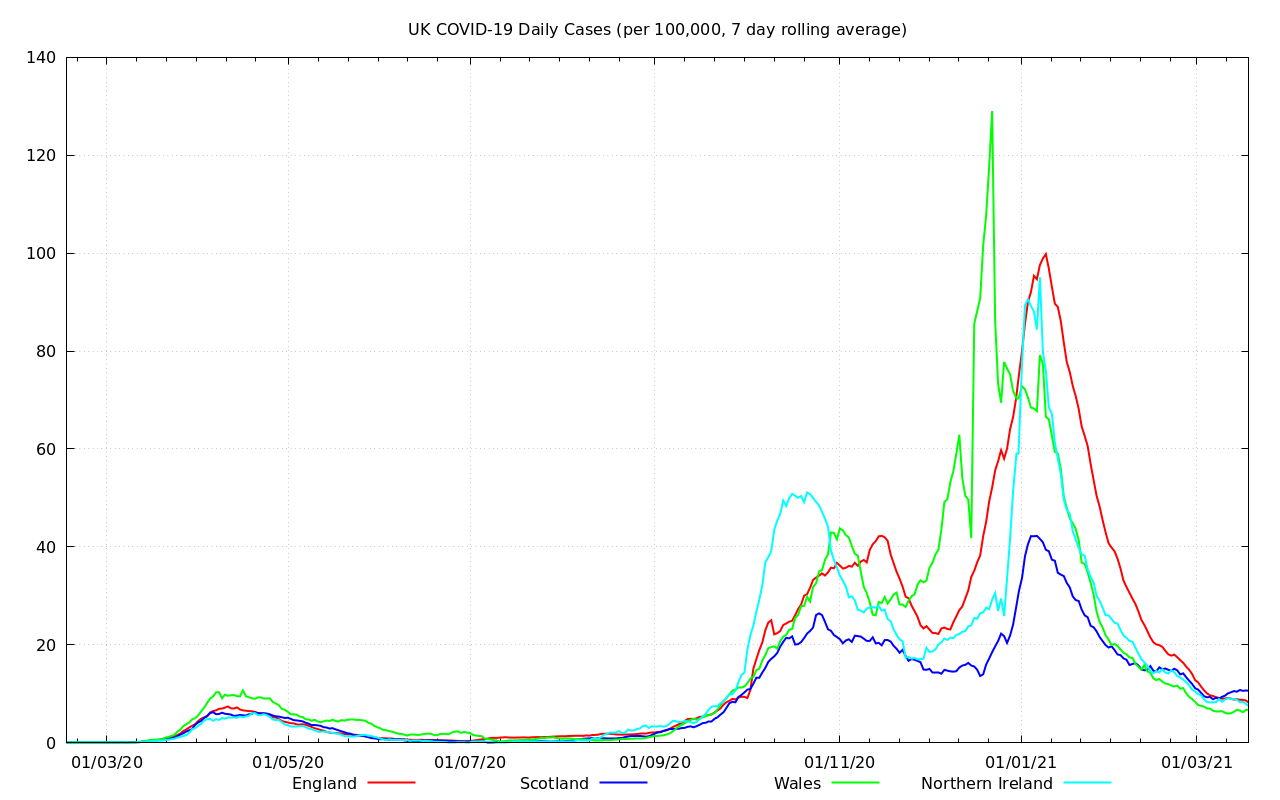 UK COVID-19 Daily Cases (per 100,000, 7 day rolling average)
140
120
100
80
60
40
20
0
01/03/20 01/05/20 01/07/20 01/09/20 01/11/20 01/01/21 01/03/21
England Scotland Wales Northern Ireland